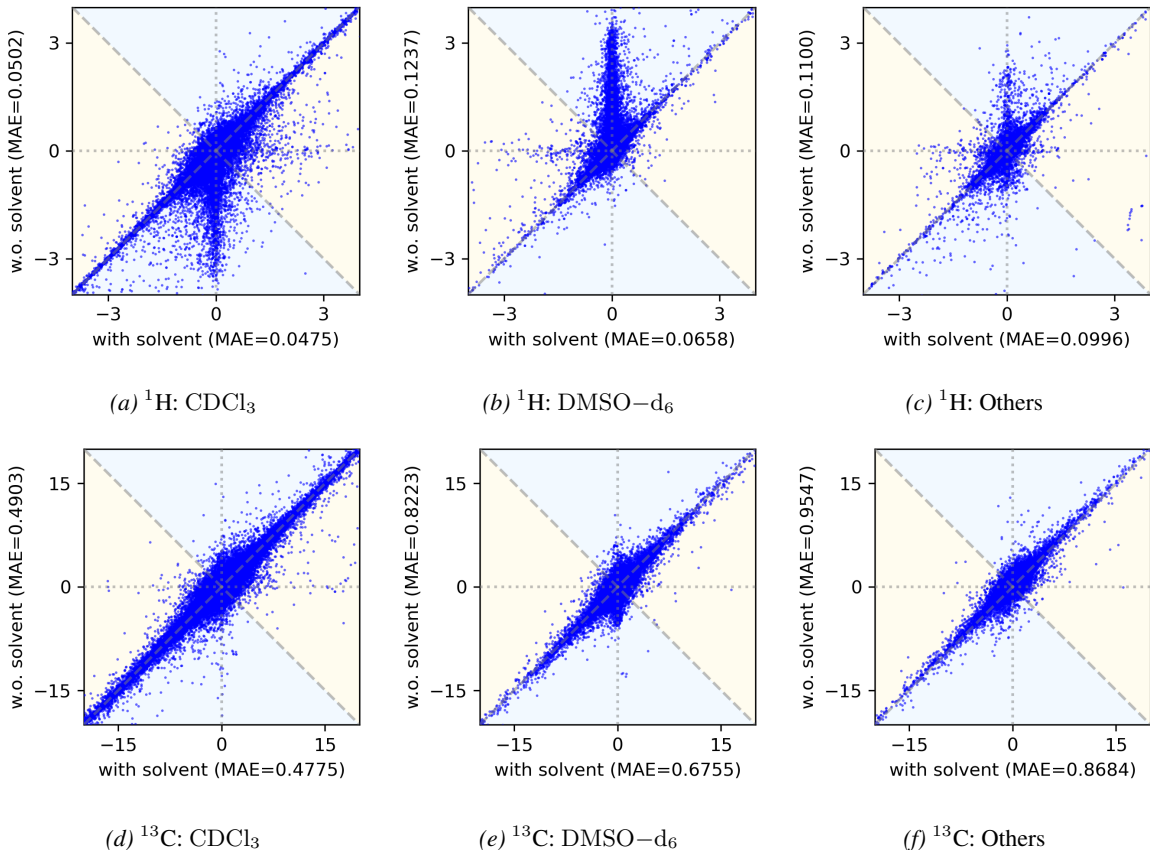 w.o. solvent (MAE=0.0502)
3
0
−3
−3 0 3
with solvent (MAE=0.0475)
(a) ¹H: CDCl₃
w.o. solvent (MAE=0.1237)
3
0
−3
−3 0 3
with solvent (MAE=0.0658)
(b) ¹H: DMSO−d₆
w.o. solvent (MAE=0.1100)
3
0
−3
−3 0 3
with solvent (MAE=0.0996)
(c) ¹H: Others
w.o. solvent (MAE=0.4903)
15
0
−15
−15 0 15
with solvent (MAE=0.4775)
(d) ¹³C: CDCl₃
w.o. solvent (MAE=0.8223)
15
0
−15
−15 0 15
with solvent (MAE=0.6755)
(e) ¹³C: DMSO−d₆
w.o. solvent (MAE=0.9547)
15
0
−15
−15 0 15
with solvent (MAE=0.8684)
(f) ¹³C: Others